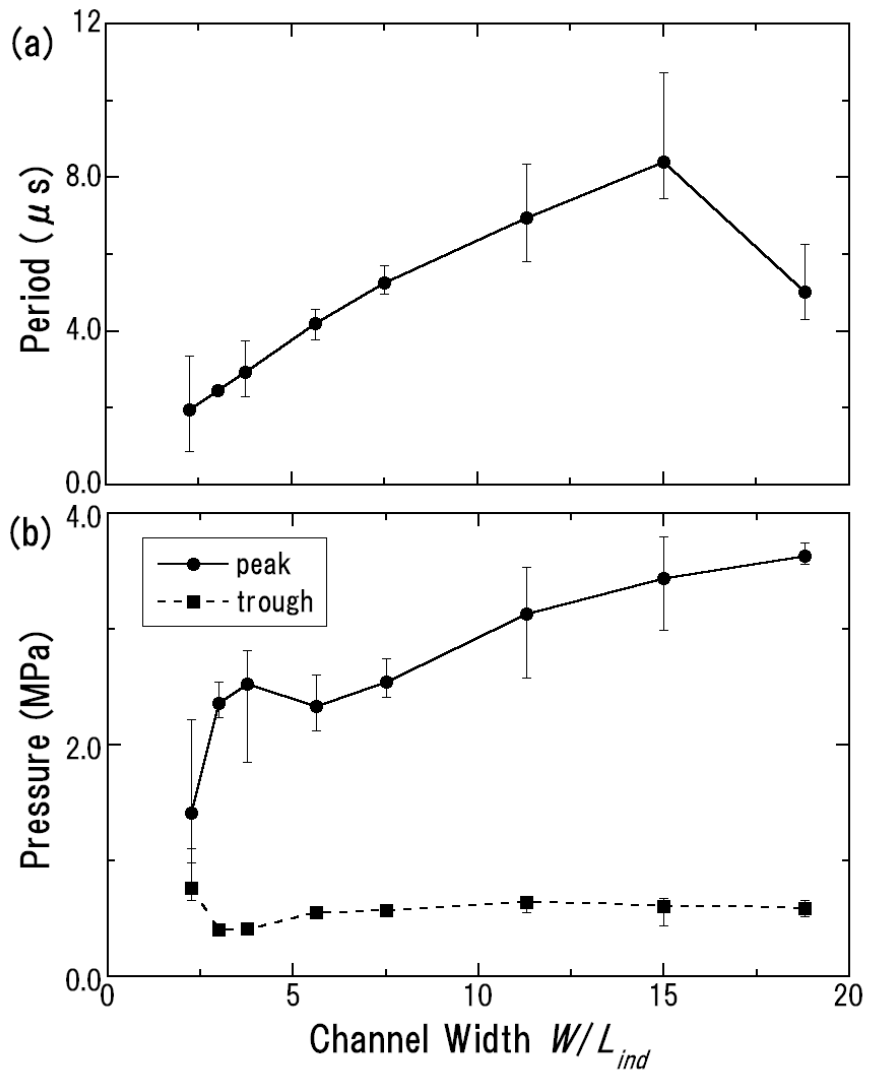 (a)
Period (μs)
12
8.0
4.0
0.0
(b)
Pressure (MPa)
4.0
2.0
0.0
peak
trough
0 5 10 15 20
Channel Width W/L_ind